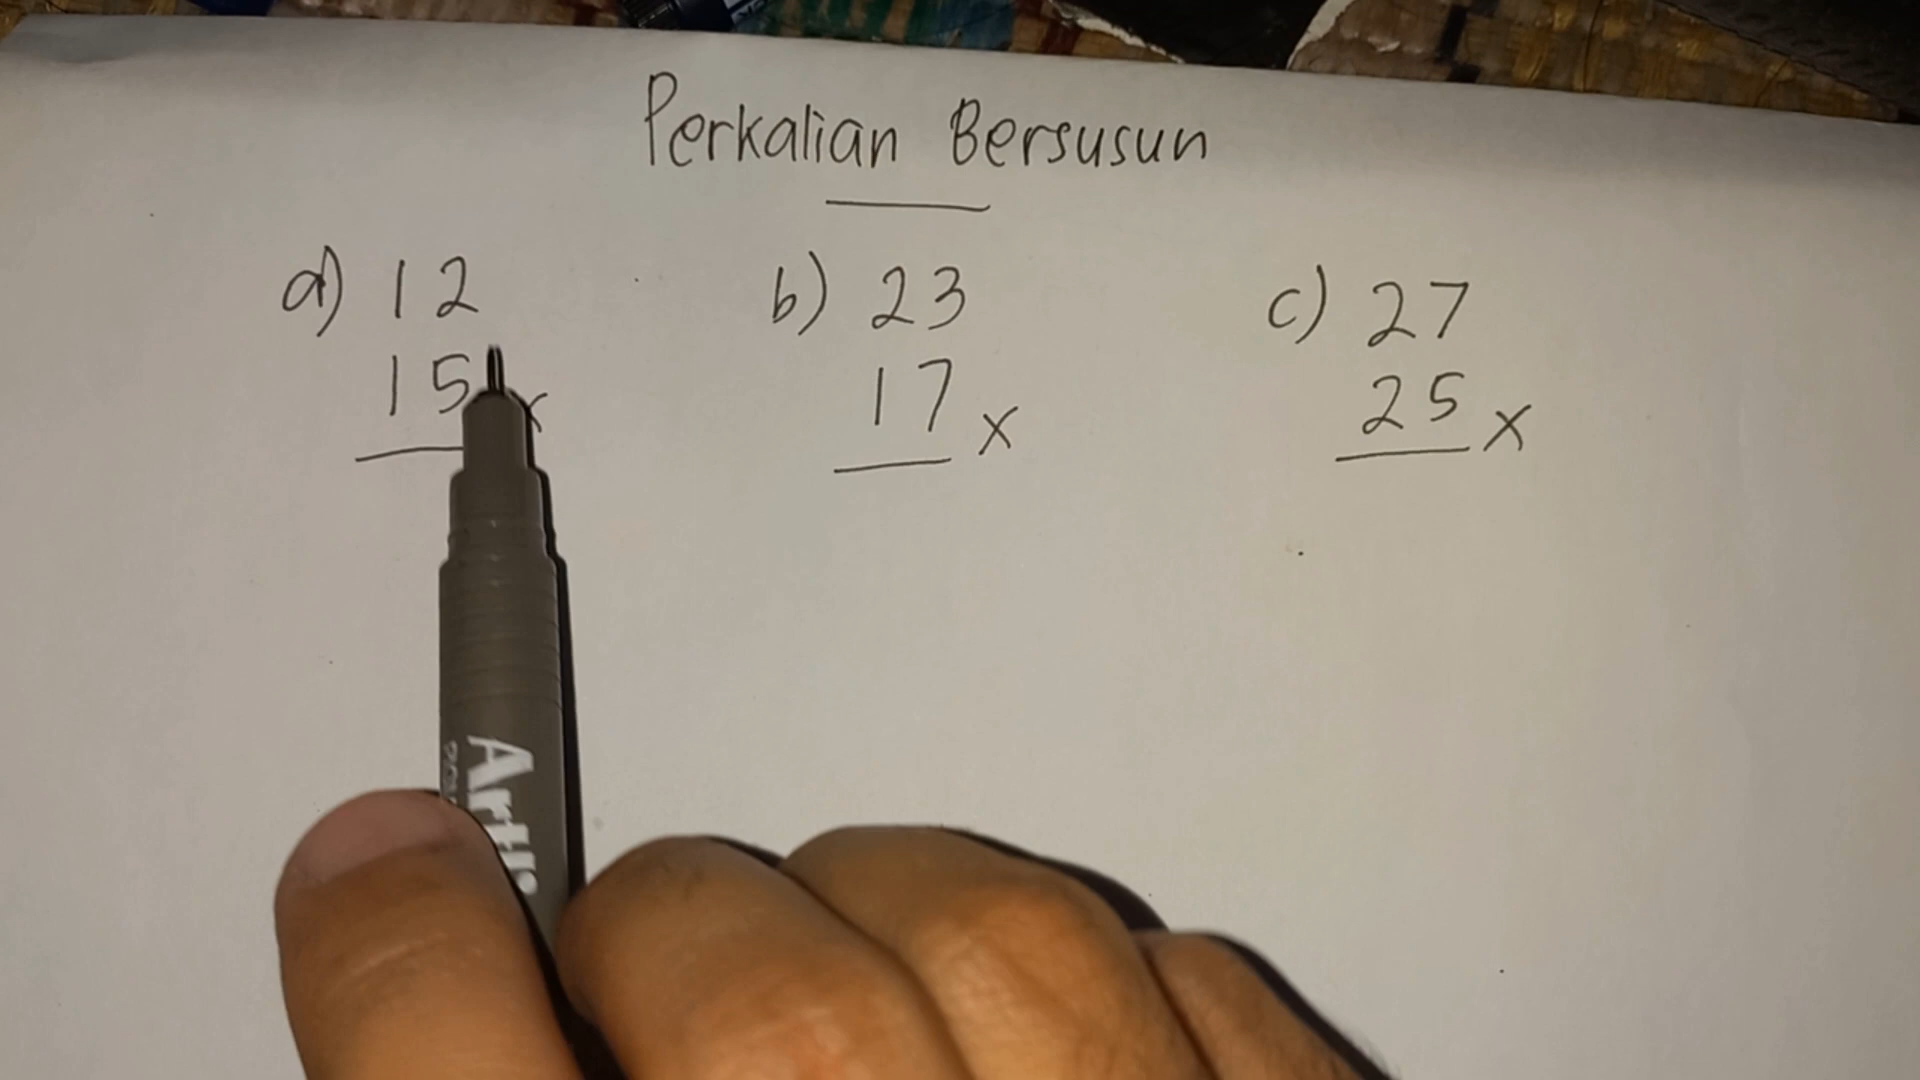 Perkalian Bersusun
a) 12
15 x
b) 23
17 x
c) 27
25 x